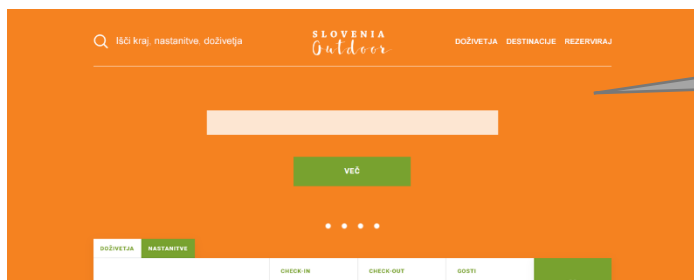 Išči kraj, nastanitve, doživetja
SLOVENIA
Outdoor
DOŽIVETJA DESTINACIJE REZERVIRAJ
VEČ
DOŽIVETJA NASTANITVE
CHECK-IN CHECK-OUT GOSTI